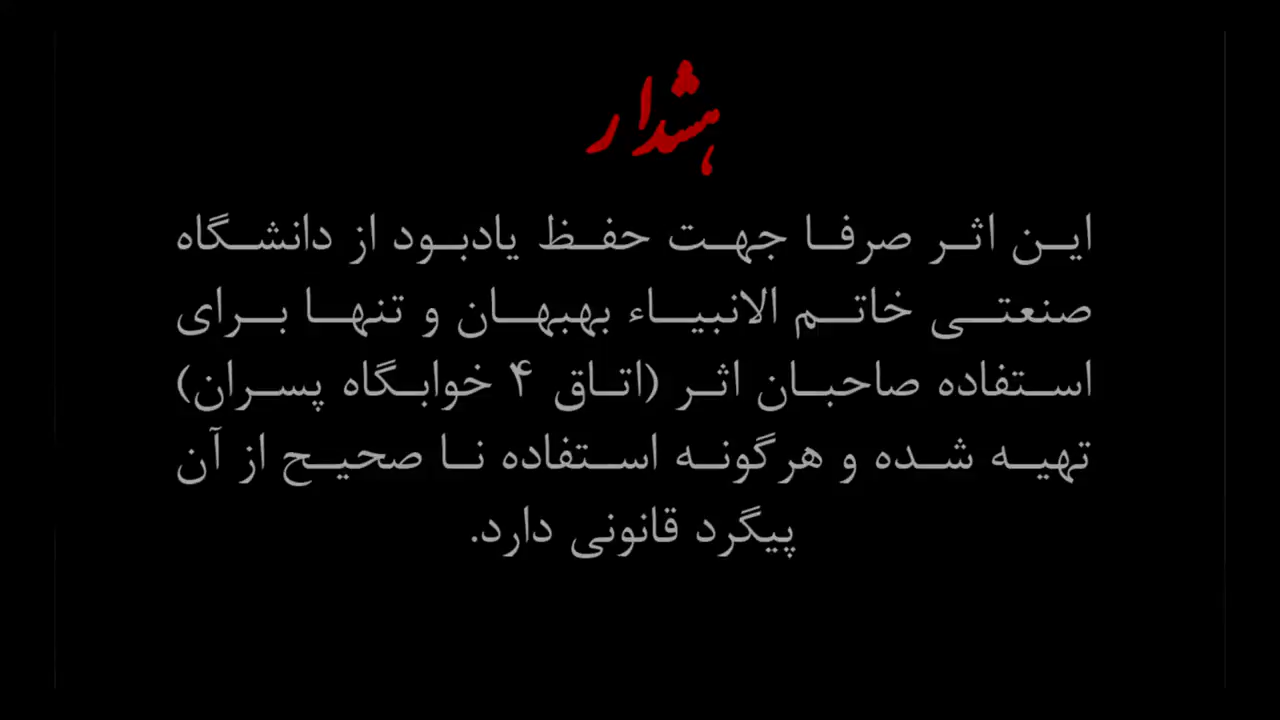 هشدار
این اثر صرفا جهت حفظ یادبود از دانشگاه
صنعتی خاتم الانبیاء بهبهان و تنها برای
استفاده صاحبان اثر (اتاق ۴ خوابگاه پسران)
تهیه شده و هرگونه استفاده نا صحیح از آن
پیگرد قانونی دارد.